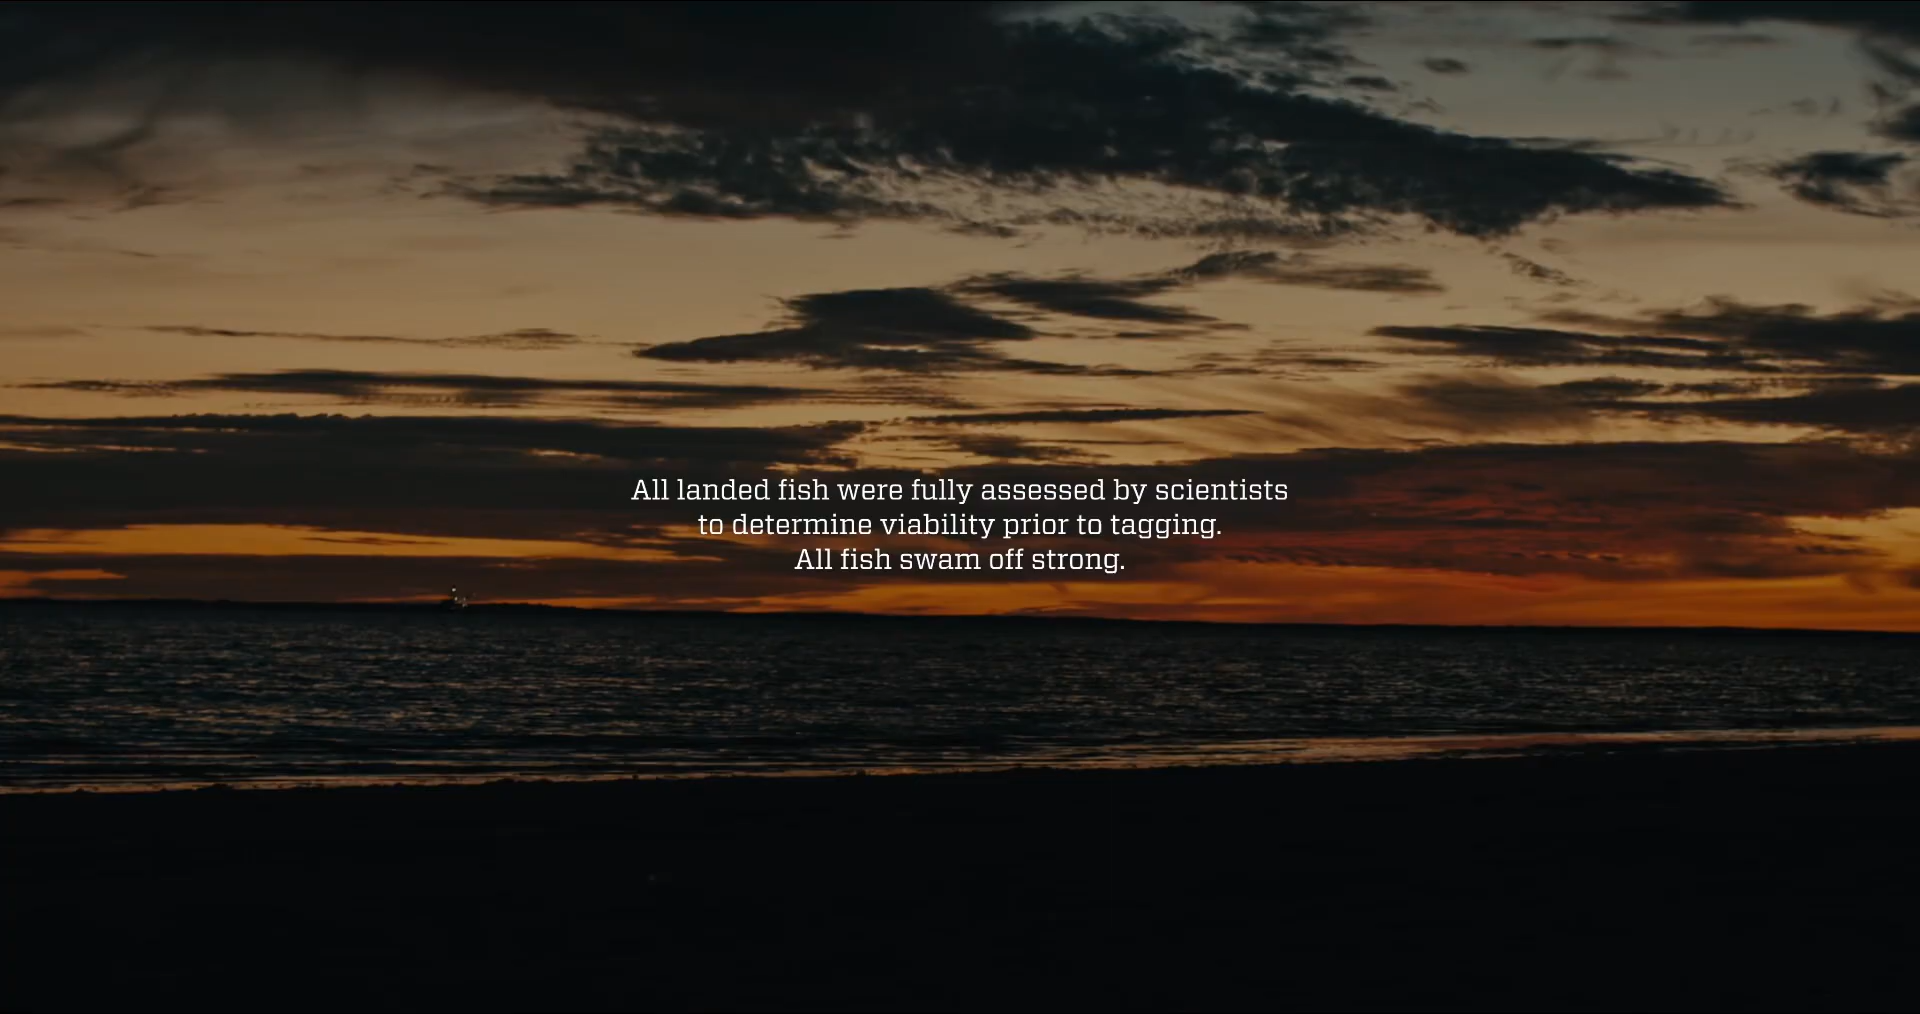 All landed fish were fully assessed by scientists
to determine viability prior to tagging.
All fish swam off strong.